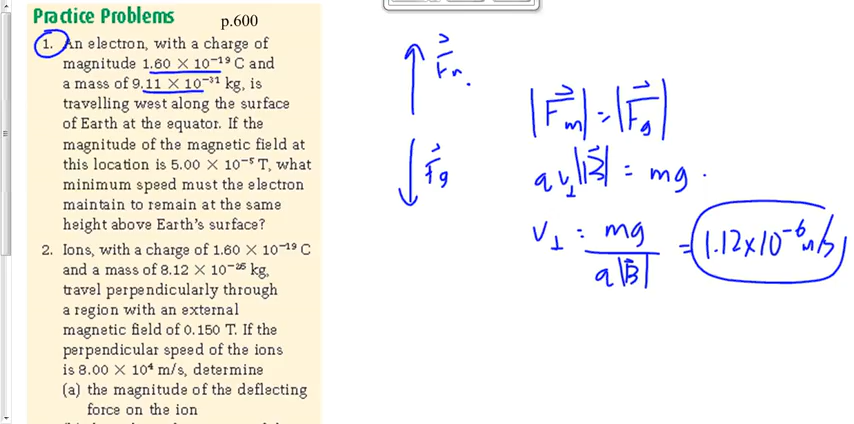 Practice Problems p.600
1. An electron, with a charge of
magnitude 1.60 × 10⁻¹⁹ C and
a mass of 9.11 × 10⁻³¹ kg, is
travelling west along the surface
of Earth at the equator. If the
magnitude of the magnetic field at
this location is 5.00 × 10⁻⁵ T, what
minimum speed must the electron
maintain to remain at the same
height above Earth's surface?
2. Ions, with a charge of 1.60 × 10⁻¹⁹ C
and a mass of 8.12 × 10⁻²⁶ kg,
travel perpendicularly through
a region with an external
magnetic field of 0.150 T. If the
perpendicular speed of the ions
is 8.00 × 10⁴ m/s, determine
(a) the magnitude of the deflecting
force on the ion
F⃗m
F⃗g
|F⃗m| = |F⃗g|
qv⊥|B⃗| = mg
v⊥ = mg / q|B⃗| = 1.12×10⁻⁶ m/s